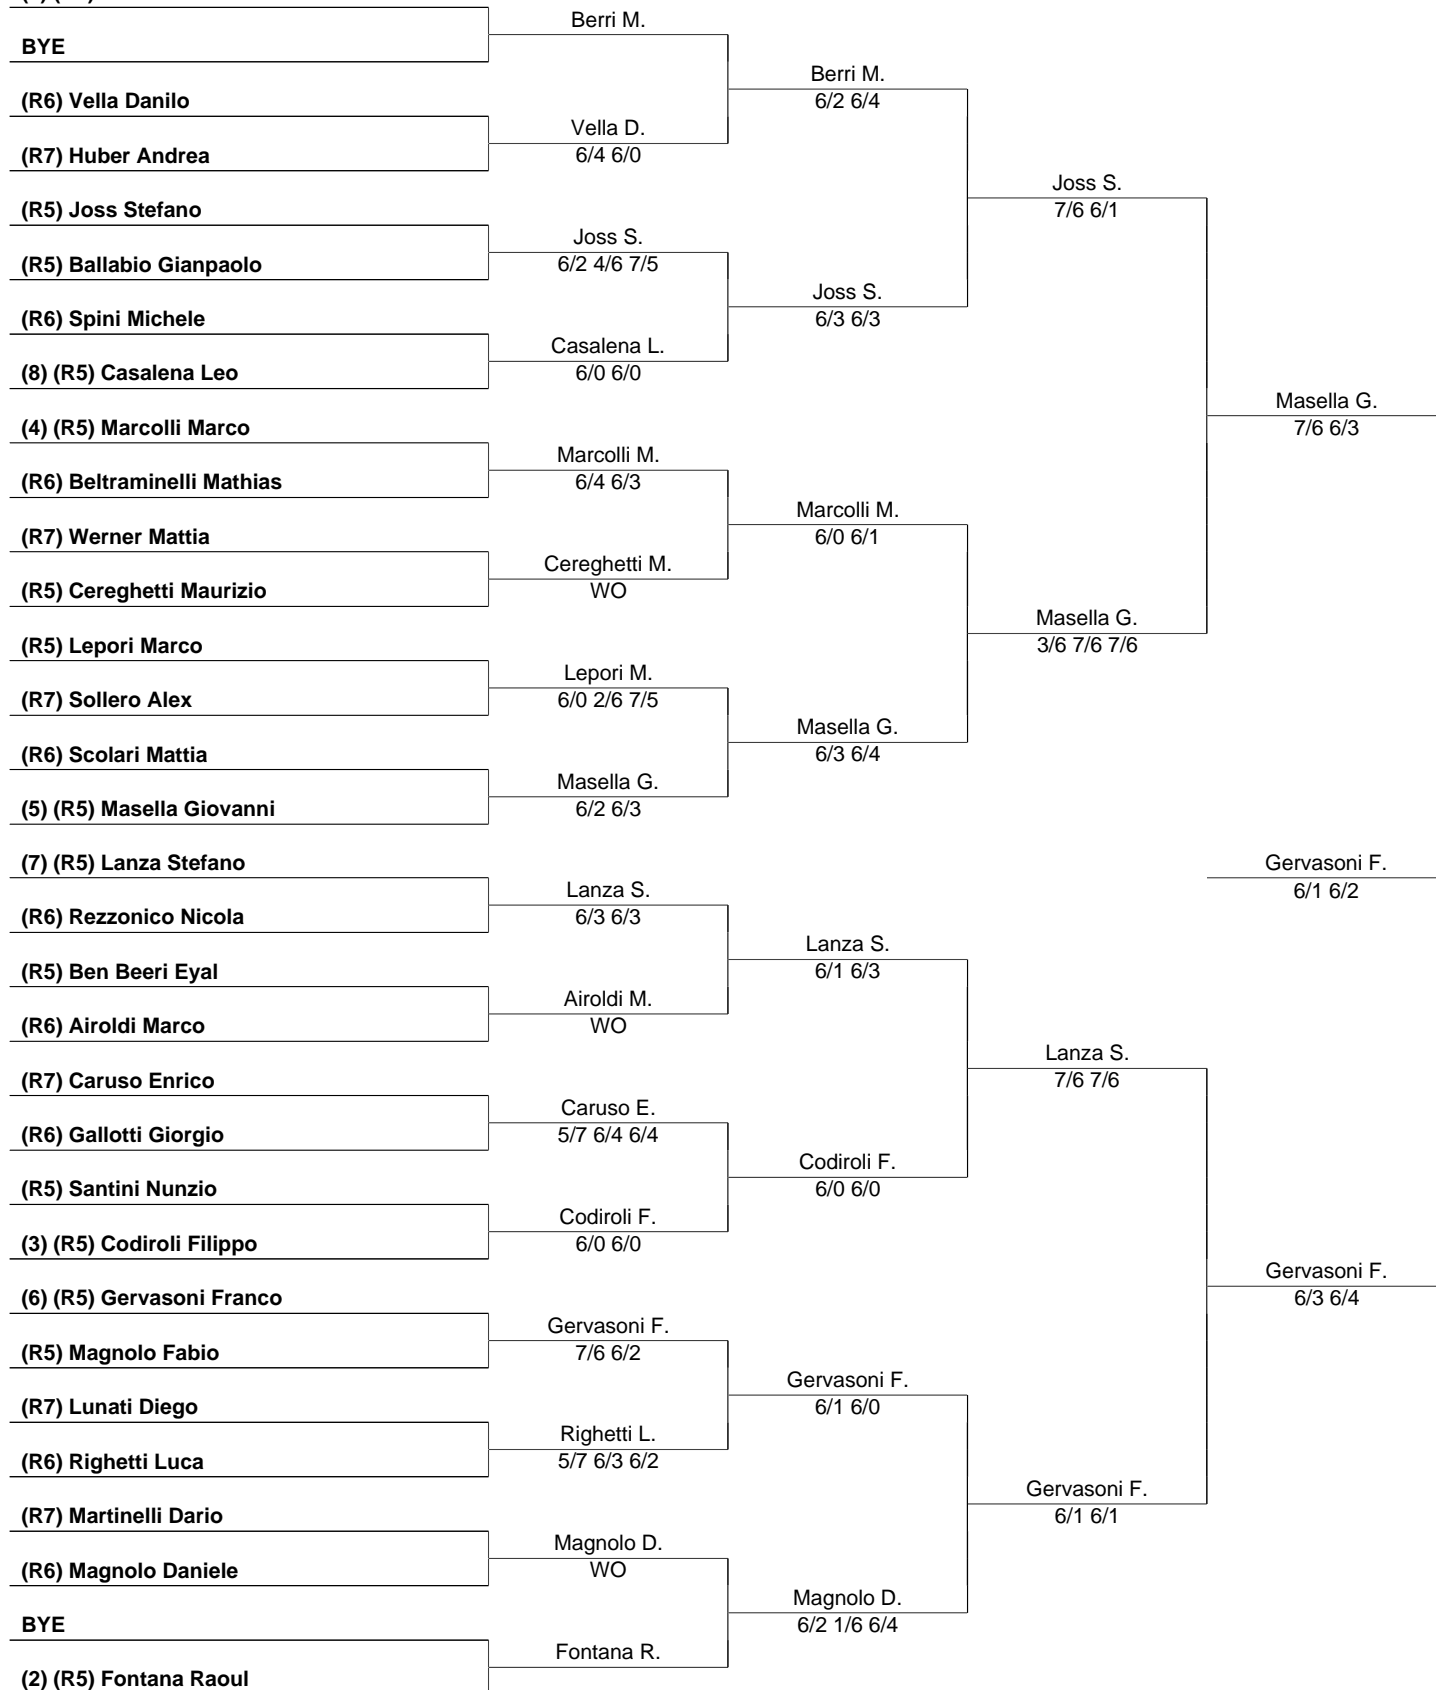 BYE
(R6) Vella Danilo
(R7) Huber Andrea
(R5) Joss Stefano
(R5) Ballabio Gianpaolo
(R6) Spini Michele
(8) (R5) Casalena Leo
(4) (R5) Marcolli Marco
(R6) Beltraminelli Mathias
(R7) Werner Mattia
(R5) Cereghetti Maurizio
(R5) Lepori Marco
(R7) Sollero Alex
(R6) Scolari Mattia
(5) (R5) Masella Giovanni
(7) (R5) Lanza Stefano
(R6) Rezzonico Nicola
(R5) Ben Beeri Eyal
(R6) Airoldi Marco
(R7) Caruso Enrico
(R6) Gallotti Giorgio
(R5) Santini Nunzio
(3) (R5) Codiroli Filippo
(6) (R5) Gervasoni Franco
(R5) Magnolo Fabio
(R7) Lunati Diego
(R6) Righetti Luca
(R7) Martinelli Dario
(R6) Magnolo Daniele
BYE
(2) (R5) Fontana Raoul
Berri M.
Vella D.
6/4 6/0
Joss S.
6/2 4/6 7/5
Casalena L.
6/0 6/0
Marcolli M.
6/4 6/3
Cereghetti M.
WO
Lepori M.
6/0 2/6 7/5
Masella G.
6/2 6/3
Lanza S.
6/3 6/3
Airoldi M.
WO
Caruso E.
5/7 6/4 6/4
Codiroli F.
6/0 6/0
Gervasoni F.
7/6 6/2
Righetti L.
5/7 6/3 6/2
Magnolo D.
WO
Fontana R.
Berri M.
6/2 6/4
Joss S.
6/3 6/3
Marcolli M.
6/0 6/1
Masella G.
6/3 6/4
Lanza S.
6/1 6/3
Codiroli F.
6/0 6/0
Gervasoni F.
6/1 6/0
Magnolo D.
6/2 1/6 6/4
Joss S.
7/6 6/1
Masella G.
3/6 7/6 7/6
Lanza S.
7/6 7/6
Gervasoni F.
6/1 6/1
Masella G.
7/6 6/3
Gervasoni F.
6/1 6/2
Gervasoni F.
6/3 6/4